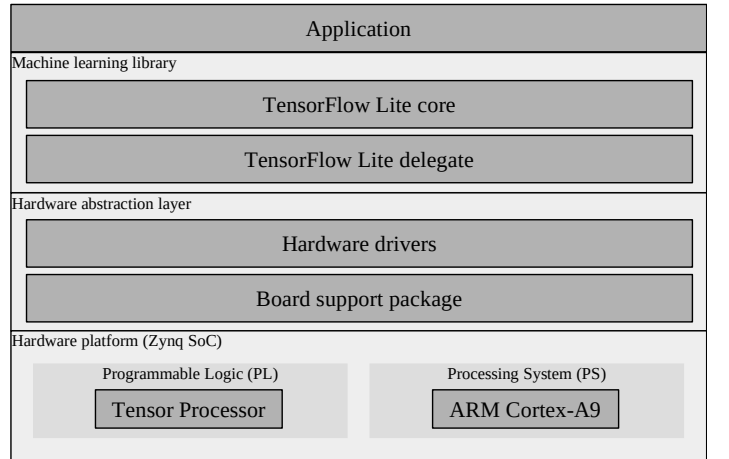 Application
Machine learning library
TensorFlow Lite core
TensorFlow Lite delegate
Hardware abstraction layer
Hardware drivers
Board support package
Hardware platform (Zynq SoC)
Programmable Logic (PL)
Tensor Processor
Processing System (PS)
ARM Cortex-A9